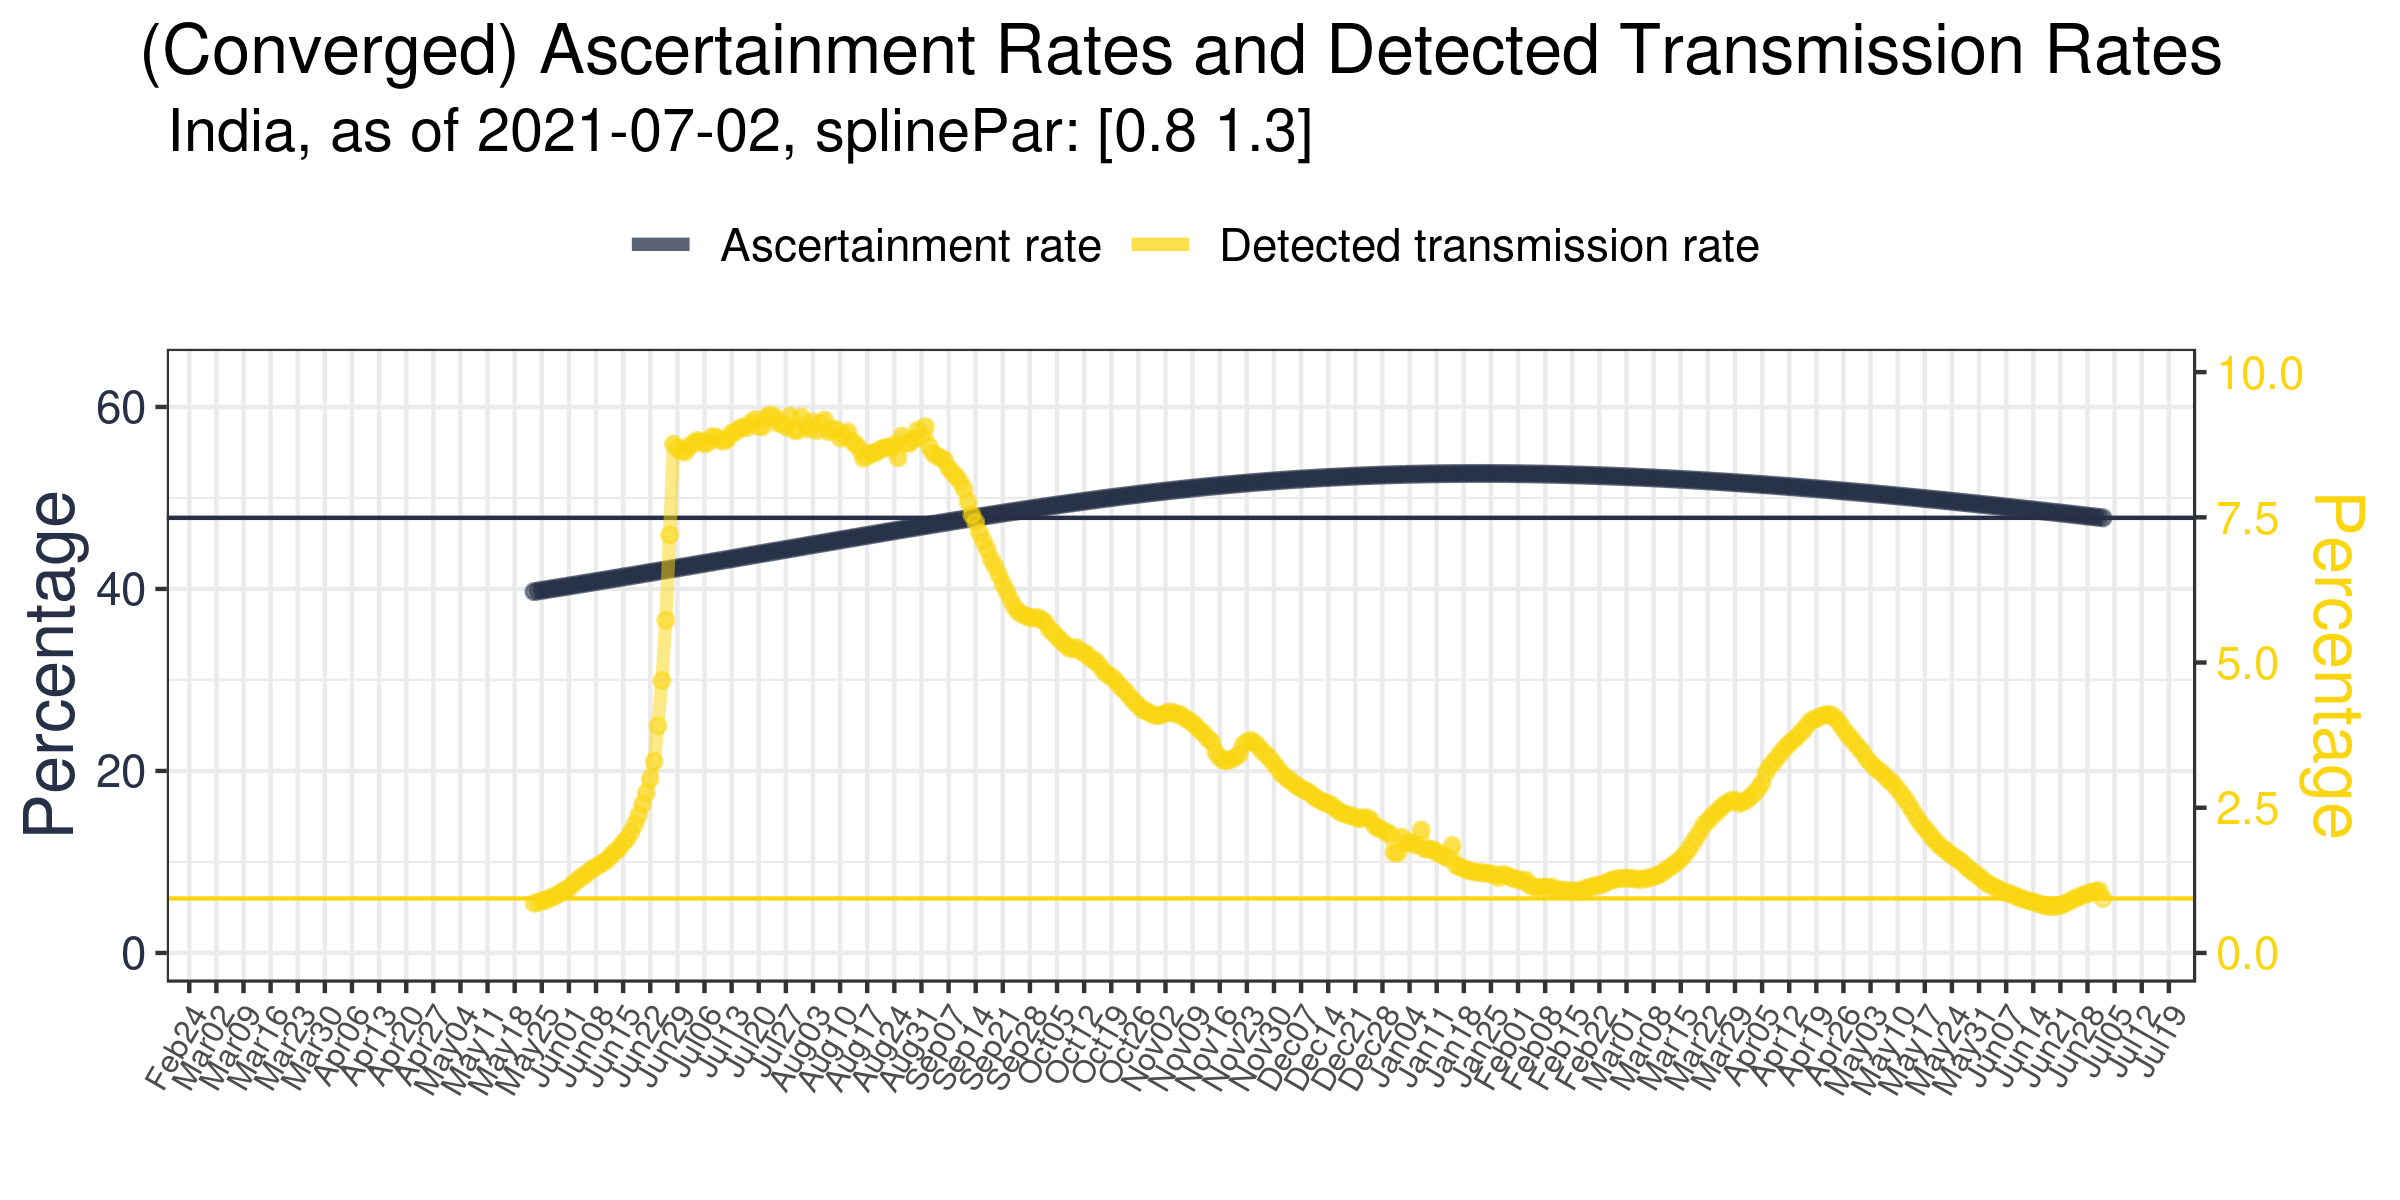 (Converged) Ascertainment Rates and Detected Transmission Rates
India, as of 2021-07-02, splinePar: [0.8 1.3]
Ascertainment rate
Detected transmission rate
Percentage
60
40
20
0
10.0
7.5
5.0
2.5
0.0
Percentage
Feb24
Mar02
Mar09
Mar16
Mar23
Mar30
Apr06
Apr13
Apr20
Apr27
May04
May11
May18
May25
Jun01
Jun08
Jun15
Jun22
Jun29
Jul06
Jul13
Jul20
Jul27
Aug03
Aug10
Aug17
Aug24
Aug31
Sep07
Sep14
Sep21
Sep28
Oct05
Oct12
Oct19
Oct26
Nov02
Nov09
Nov16
Nov23
Nov30
Dec07
Dec14
Dec21
Dec28
Jan04
Jan11
Jan18
Jan25
Feb01
Feb08
Feb15
Feb22
Mar01
Mar08
Mar15
Mar22
Mar29
Apr05
Apr12
Apr19
Apr26
May03
May10
May17
May24
May31
Jun07
Jun14
Jun21
Jun28
Jul05
Jul12
Jul19